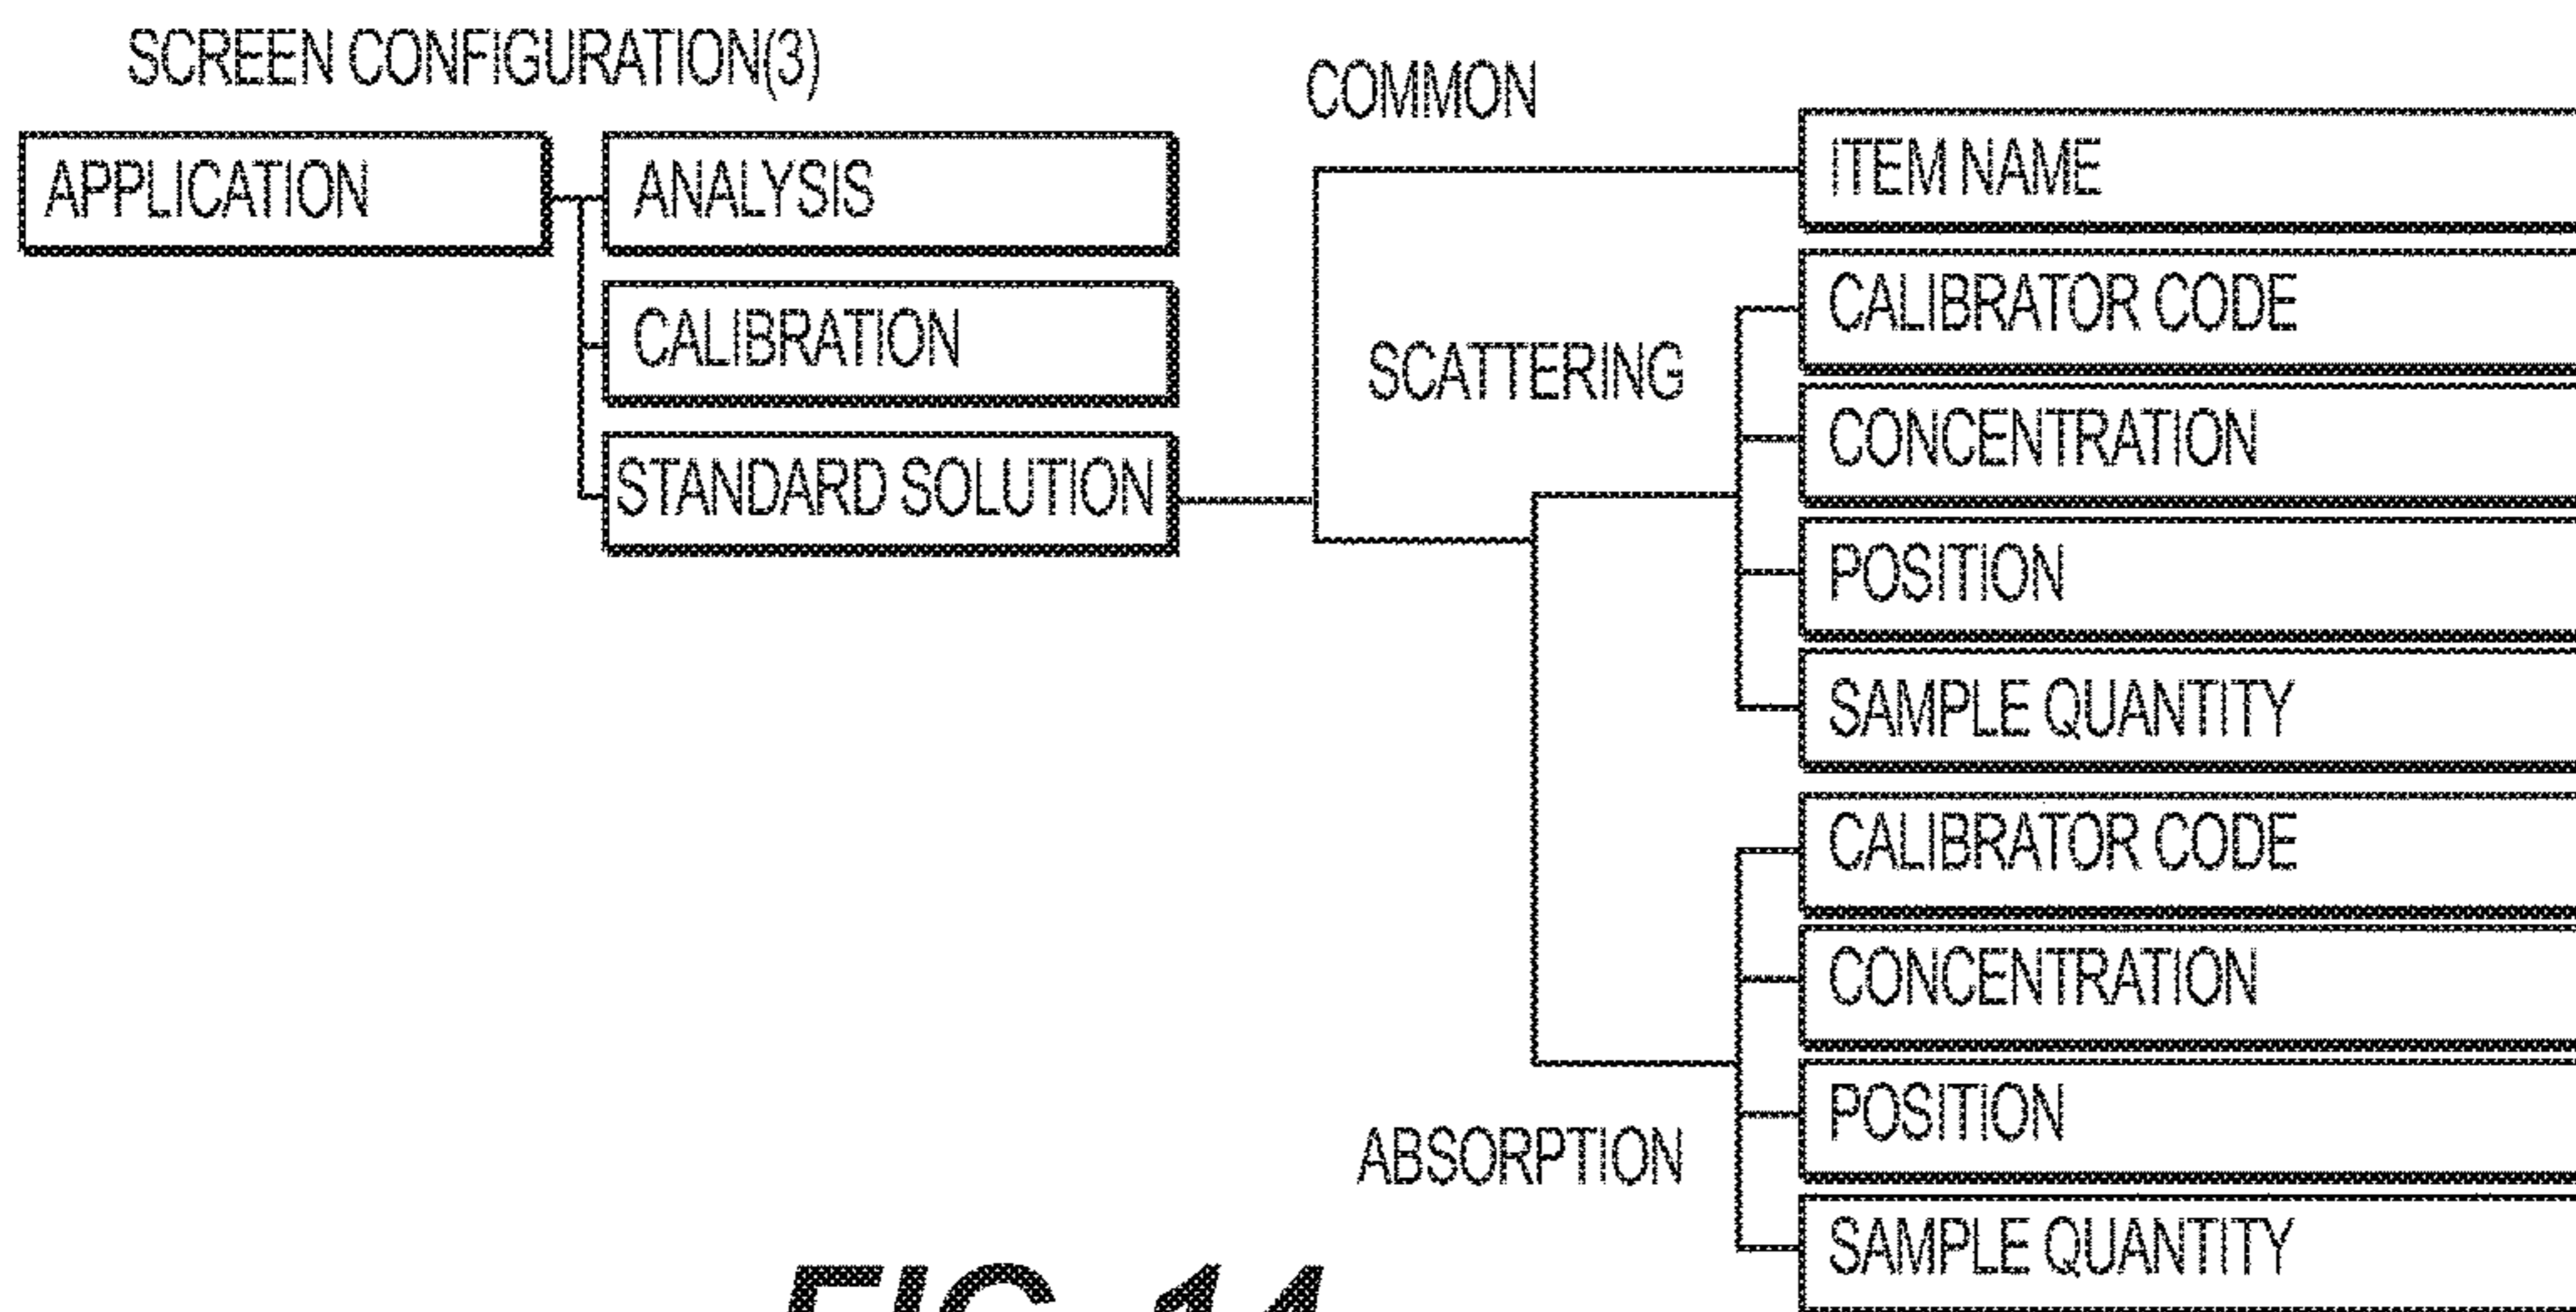 SCREEN CONFIGURATION(3)
COMMON
APPLICATION
ANALYSIS
CALIBRATION
STANDARD SOLUTION
ITEM NAME
SCATTERING
CALIBRATOR CODE
CONCENTRATION
POSITION
SAMPLE QUANTITY
ABSORPTION
CALIBRATOR CODE
CONCENTRATION
POSITION
SAMPLE QUANTITY